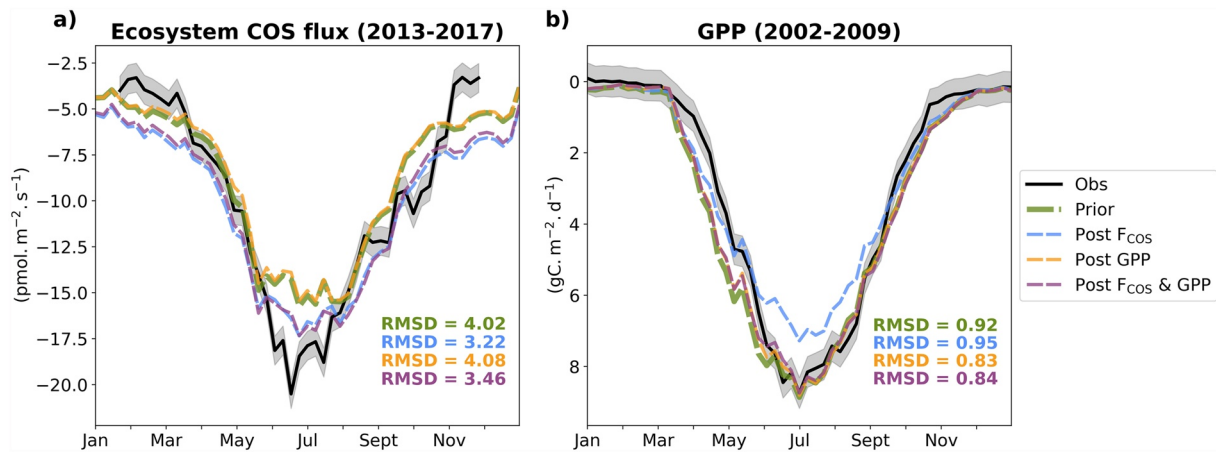 a)
Ecosystem COS flux (2013-2017)
(pmol. m⁻². s⁻¹)
−2.5
−5.0
−7.5
−10.0
−12.5
−15.0
−17.5
−20.0
RMSD = 4.02
RMSD = 3.22
RMSD = 4.08
RMSD = 3.46
Jan Mar May Jul Sept Nov
b)
GPP (2002-2009)
(gC. m⁻². d⁻¹)
0
2
4
6
8
RMSD = 0.92
RMSD = 0.95
RMSD = 0.83
RMSD = 0.84
Jan Mar May Jul Sept Nov
Obs
Prior
Post F_COS
Post GPP
Post F_COS & GPP